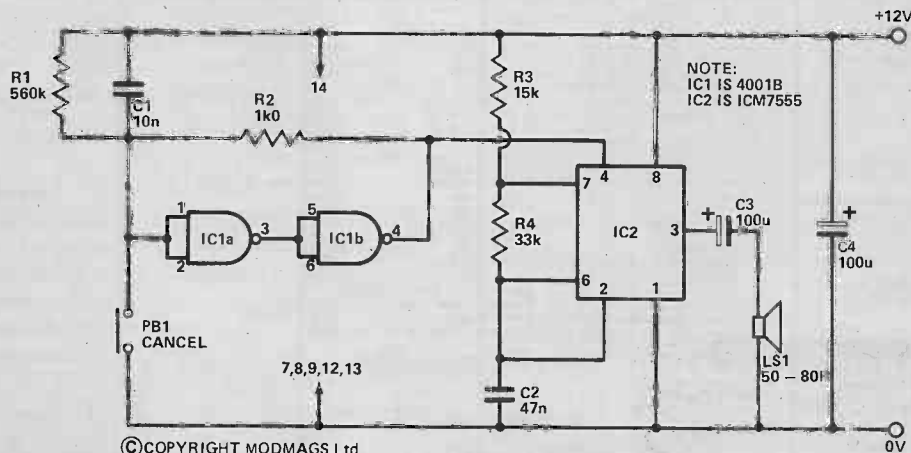 +12V
R1
560k
C1
10n
R2
1k0
14
R3
15k
NOTE:
IC1 IS 4001B
IC2 IS ICM7555
7
4
8
1
2
IC1a
3
5
6
IC1b
4
R4
33k
IC2
3
+
C3
100u
+
C4
100u
6
2
1
PB1
CANCEL
7,8,9,12,13
C2
47n
LS1
50 – 80R
0V
©COPYRIGHT MODMAGS Ltd